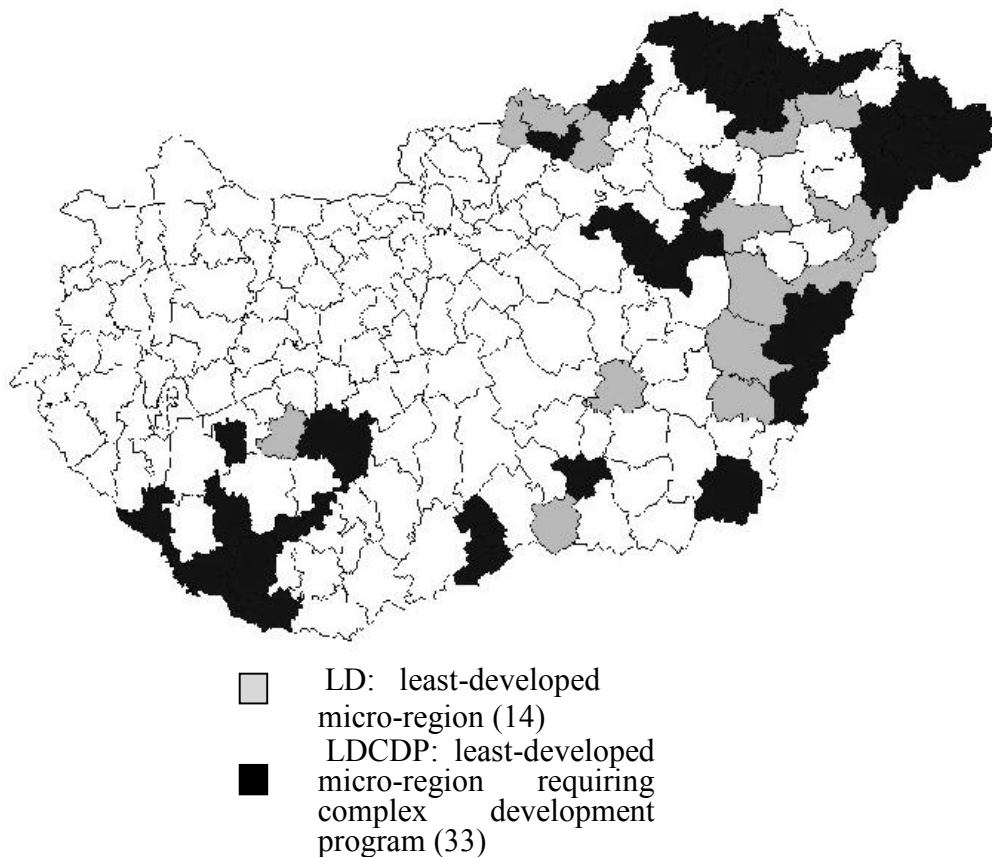 LD: least-developed
micro-region (14)
LDCDP: least-developed
micro-region requiring
complex development
program (33)